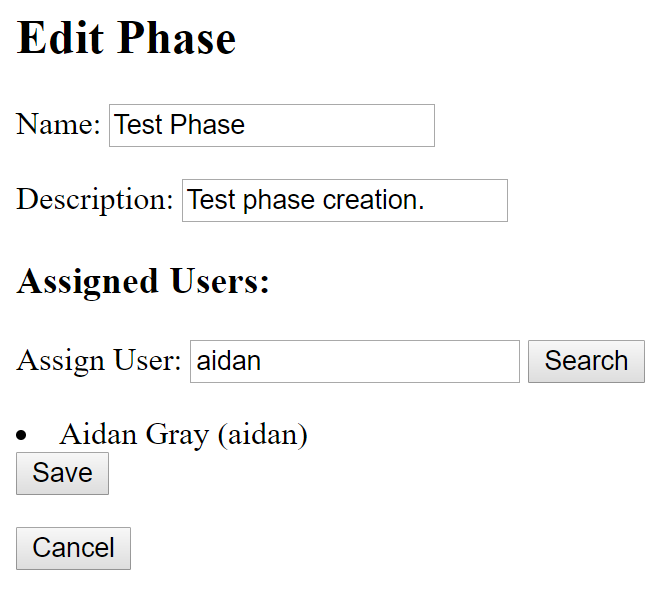 Edit Phase
Name: Test Phase
Description: Test phase creation.
Assigned Users:
Assign User: aidan Search
• Aidan Gray (aidan)
Save
Cancel